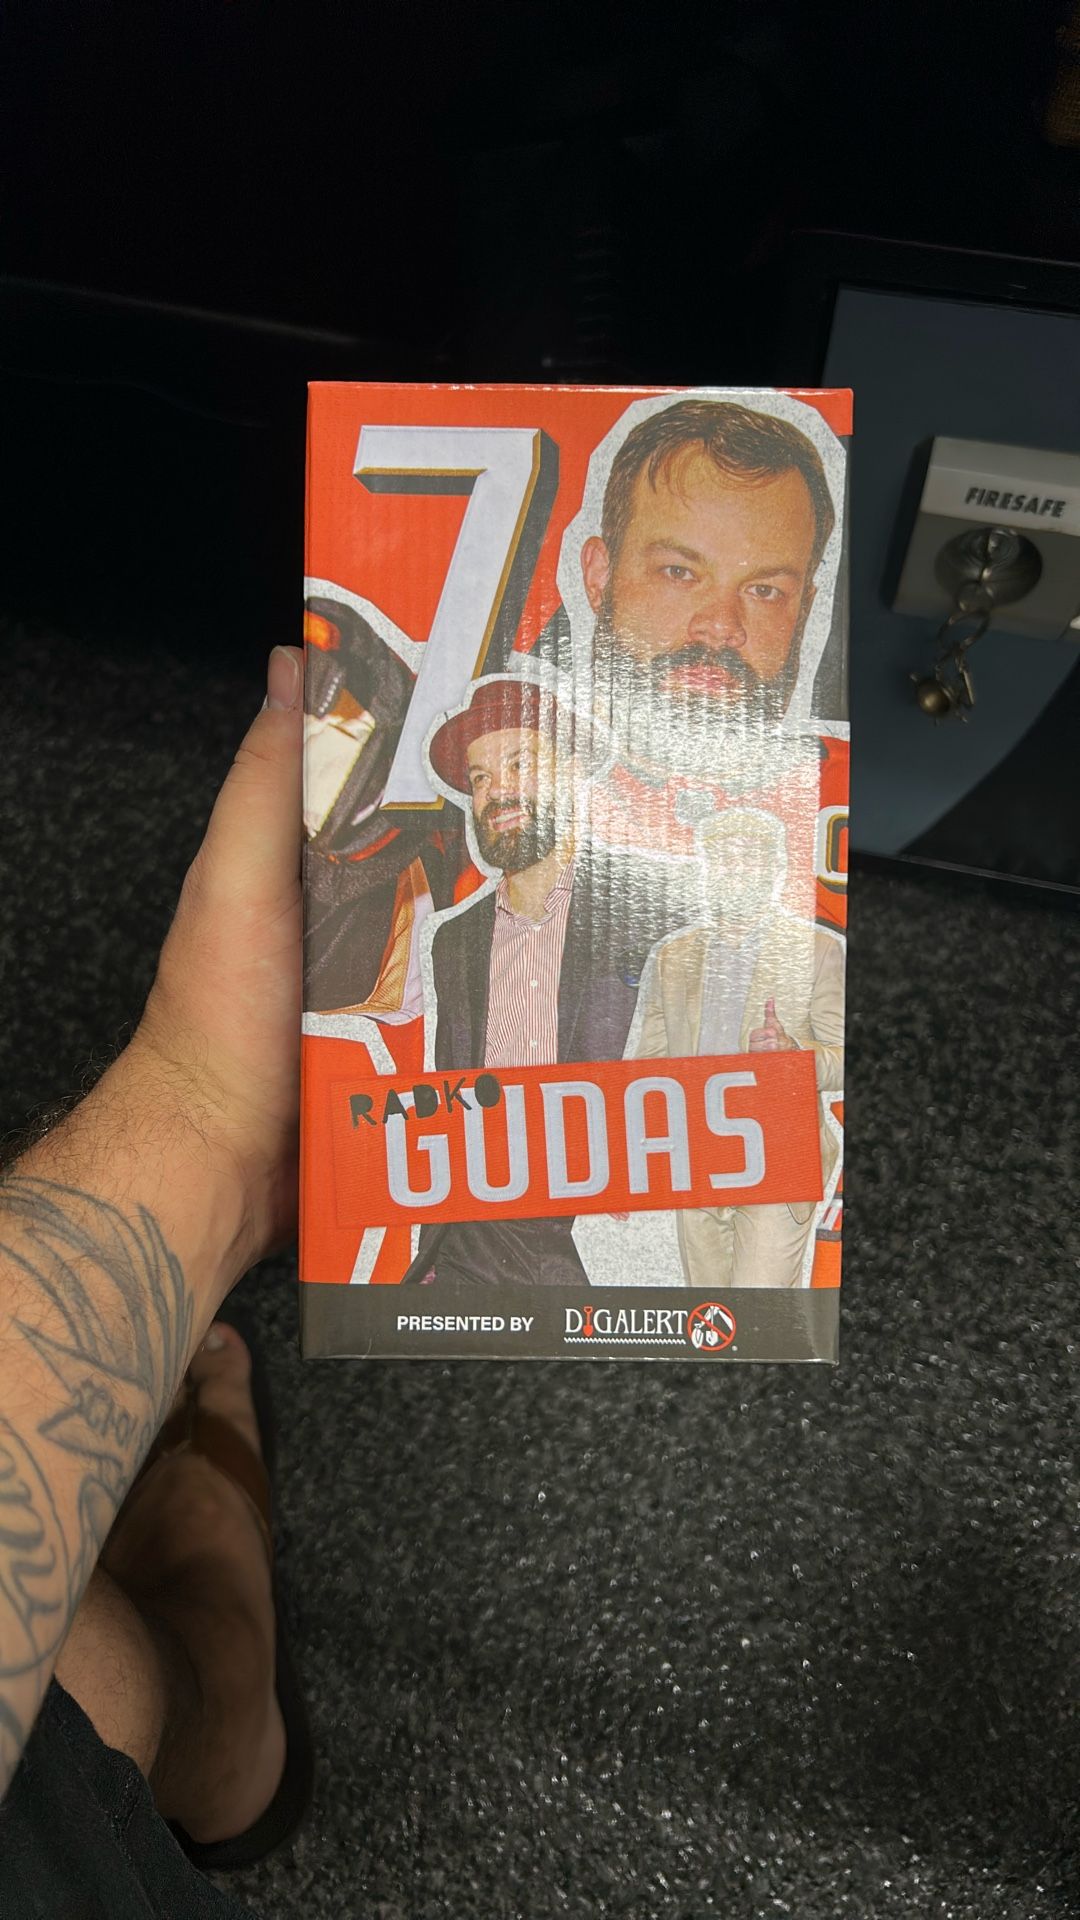 FIRESAFE
7
RADKO
GUDAS
PRESENTED BY DIGALERT